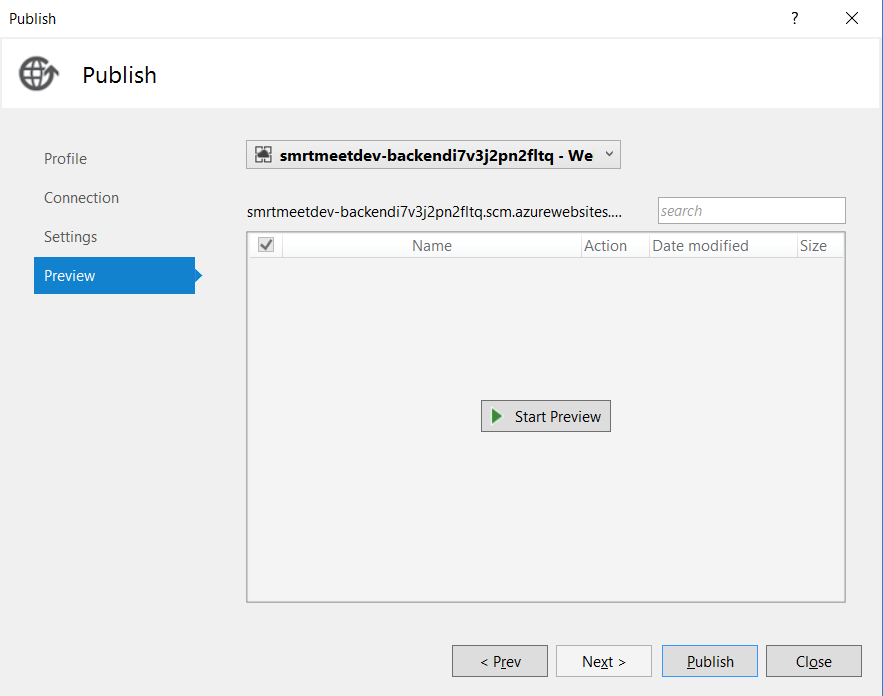 Publish
?
Publish
Profile
Connection
Settings
Preview
smrtmeetdev-backendi7v3j2pn2fltq - We
smrtmeetdev-backendi7v3j2pn2fltq.scm.azurewebsites.... search
Name Action Date modified Size
Start Preview
< Prev Next > Publish Close